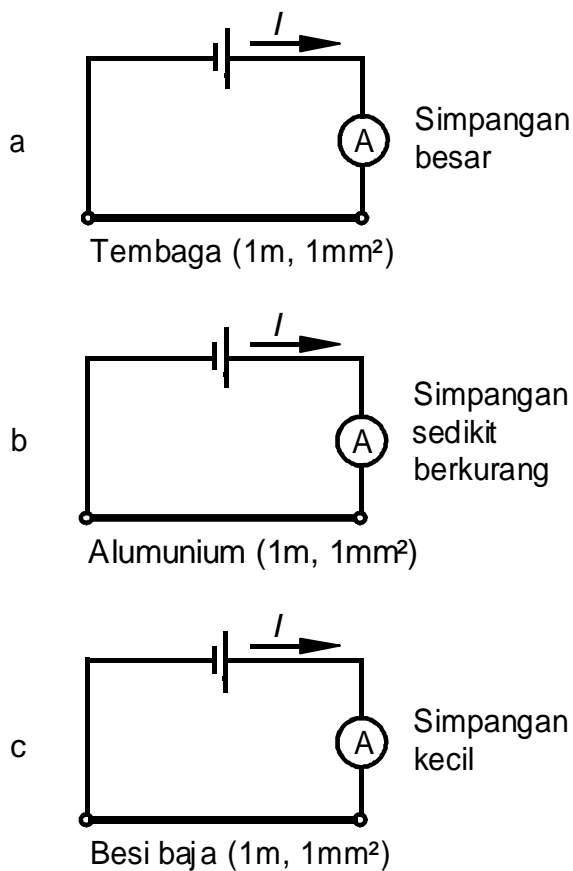 I
a
A
Simpangan
besar
Tembaga (1m, 1mm²)
I
b
A
Simpangan
sedikit
berkurang
Alumunium (1m, 1mm²)
I
c
A
Simpangan
kecil
Besi baja (1m, 1mm²)